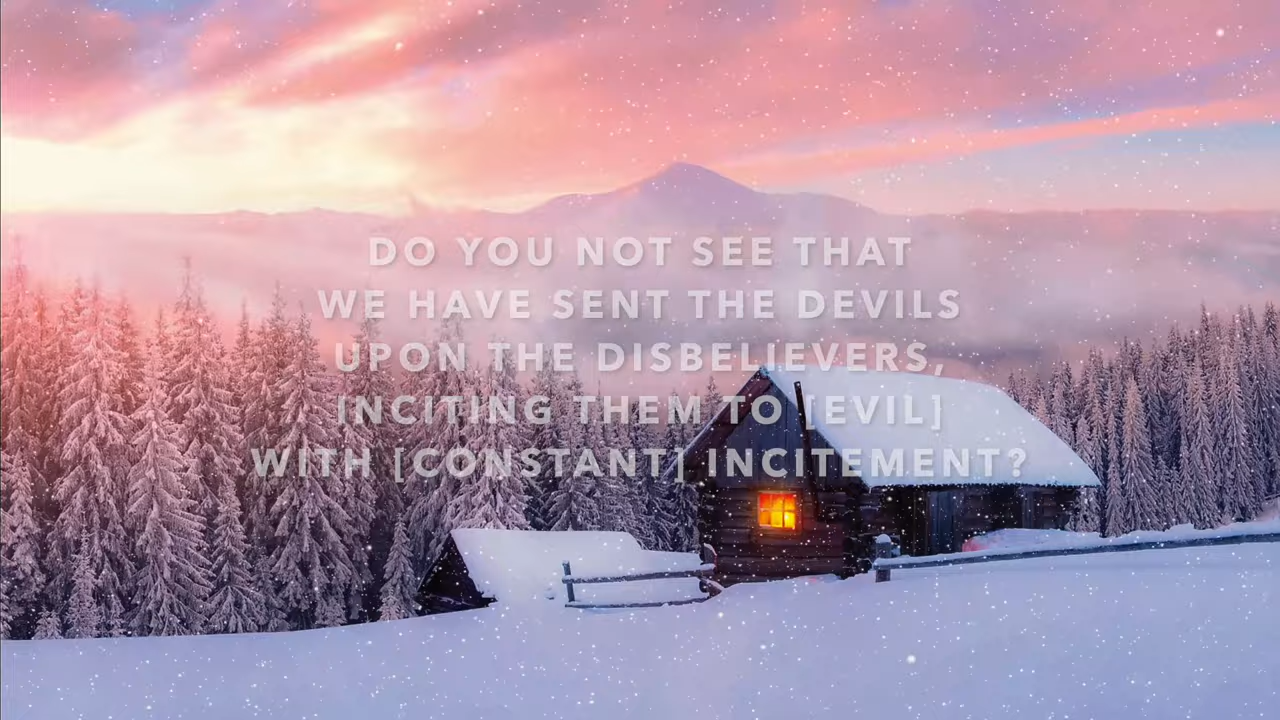 DO YOU NOT SEE THAT
WE HAVE SENT THE DEVILS
UPON THE DISBELIEVERS,
INCITING THEM TO [EVIL]
WITH [CONSTANT] INCITEMENT?